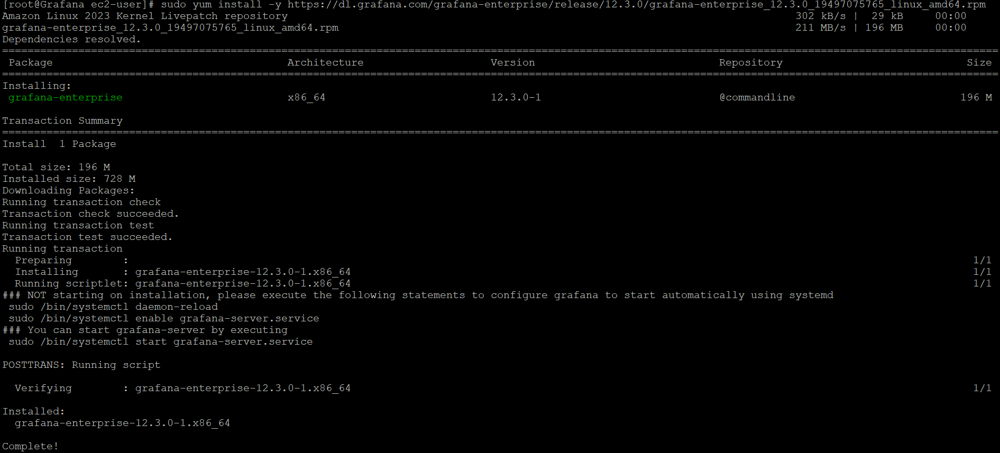 [root@Grafana ec2-user]# sudo yum install -y https://dl.grafana.com/grafana-enterprise/release/12.3.0/grafana-enterprise_12.3.0_19497075765_linux_amd64.rpm
Amazon Linux 2023 Kernel Livepatch repository 302 kB/s | 29 kB 00:00
grafana-enterprise_12.3.0_19497075765_linux_amd64.rpm 211 MB/s | 196 MB 00:00
Dependencies resolved.
=============================================================================================================================================================
Package Architecture Version Repository Size
=============================================================================================================================================================
Installing:
grafana-enterprise x86_64 12.3.0-1 @commandline 196 M
Transaction Summary
=============================================================================================================================================================
Install 1 Package
Total size: 196 M
Installed size: 728 M
Downloading Packages:
Running transaction check
Transaction check succeeded.
Running transaction test
Transaction test succeeded.
Running transaction
Preparing : 1/1
Installing : grafana-enterprise-12.3.0-1.x86_64 1/1
Running scriptlet: grafana-enterprise-12.3.0-1.x86_64 1/1
### NOT starting on installation, please execute the following statements to configure grafana to start automatically using systemd
sudo /bin/systemctl daemon-reload
sudo /bin/systemctl enable grafana-server.service
### You can start grafana-server by executing
sudo /bin/systemctl start grafana-server.service
POSTTRANS: Running script
Verifying : grafana-enterprise-12.3.0-1.x86_64 1/1
Installed:
grafana-enterprise-12.3.0-1.x86_64
Complete!